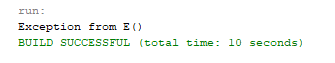 run:
Exception from E()
BUILD SUCCESSFUL (total time: 10 seconds)